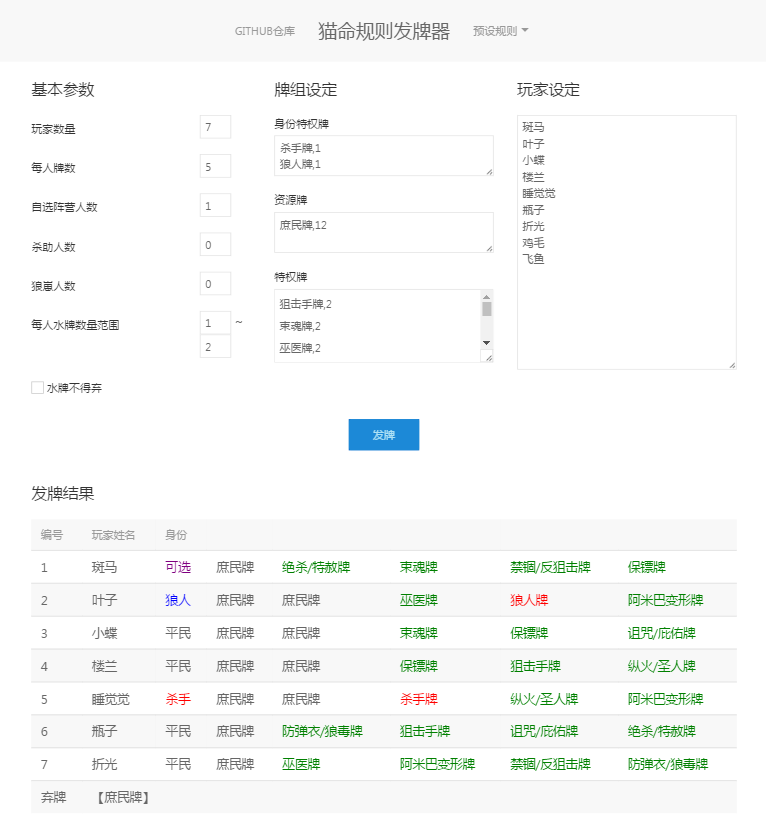 GITHUB仓库 猫命规则发牌器 预设规则
基本参数
玩家数量 7
每人牌数 5
自选阵营人数 1
杀助人数 0
狼崽人数 0
每人水牌数量范围 1 ~
2
水牌不得弃
牌组设定
身份特权牌
杀手牌,1
狼人牌,1
资源牌
庶民牌,12
特权牌
狙击手牌,2
束魂牌,2
巫医牌,2
玩家设定
斑马
叶子
小蝶
楼兰
睡觉觉
瓶子
折光
鸡毛
飞鱼
发牌
发牌结果
编号 玩家姓名 身份
1 斑马 可选 庶民牌 绝杀/特赦牌 束魂牌 禁锢/反狙击牌 保镖牌
2 叶子 狼人 庶民牌 庶民牌 巫医牌 狼人牌 阿米巴变形牌
3 小蝶 平民 庶民牌 庶民牌 束魂牌 保镖牌 诅咒/庇佑牌
4 楼兰 平民 庶民牌 庶民牌 保镖牌 狙击手牌 纵火/圣人牌
5 睡觉觉 杀手 庶民牌 庶民牌 杀手牌 纵火/圣人牌 阿米巴变形牌
6 瓶子 平民 庶民牌 防弹衣/狼毒牌 狙击手牌 诅咒/庇佑牌 绝杀/特赦牌
7 折光 平民 庶民牌 巫医牌 阿米巴变形牌 禁锢/反狙击牌 防弹衣/狼毒牌
弃牌 【庶民牌】